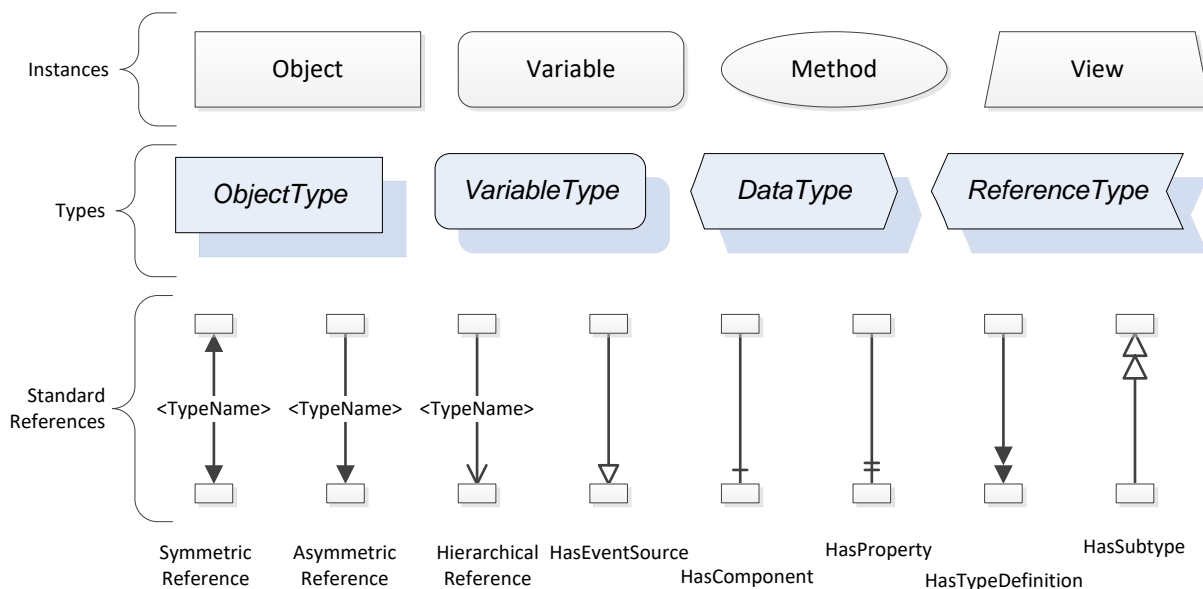 Instances
Object
Variable
Method
View
Types
ObjectType
VariableType
DataType
ReferenceType
Standard
References
<TypeName>
<TypeName>
<TypeName>
Symmetric
Reference
Asymmetric
Reference
Hierarchical
Reference
HasEventSource
HasComponent
HasProperty
HasTypeDefinition
HasSubtype